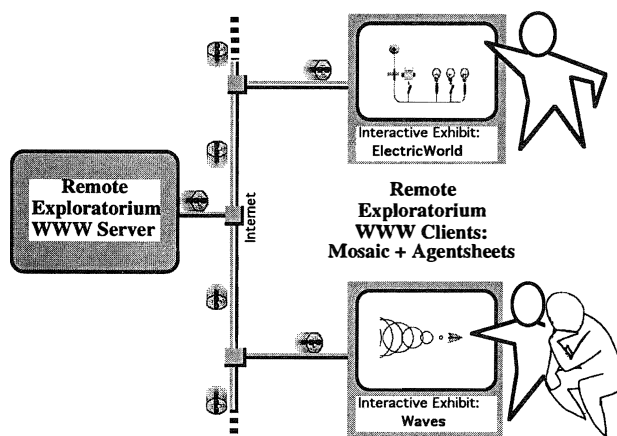 Interactive Exhibit:
ElectricWorld
Remote
Exploratorium
WWW Server
Internet
Remote
Exploratorium
WWW Clients:
Mosaic + Agentsheets
Interactive Exhibit:
Waves